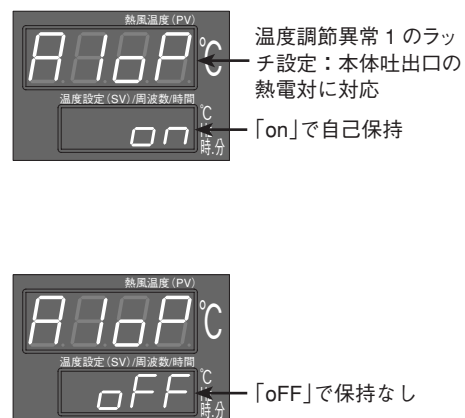 熱風温度(PV)
A1oP
℃
温度調節異常 1 のラッ
チ設定：本体吐出口の
熱電対に対応
温度設定(SV)/周波数/時間
on
℃
時.分
「on」で自己保持
熱風温度(PV)
A1oP
℃
温度設定(SV)/周波数/時間
oFF
℃
時.分
「oFF」で保持なし